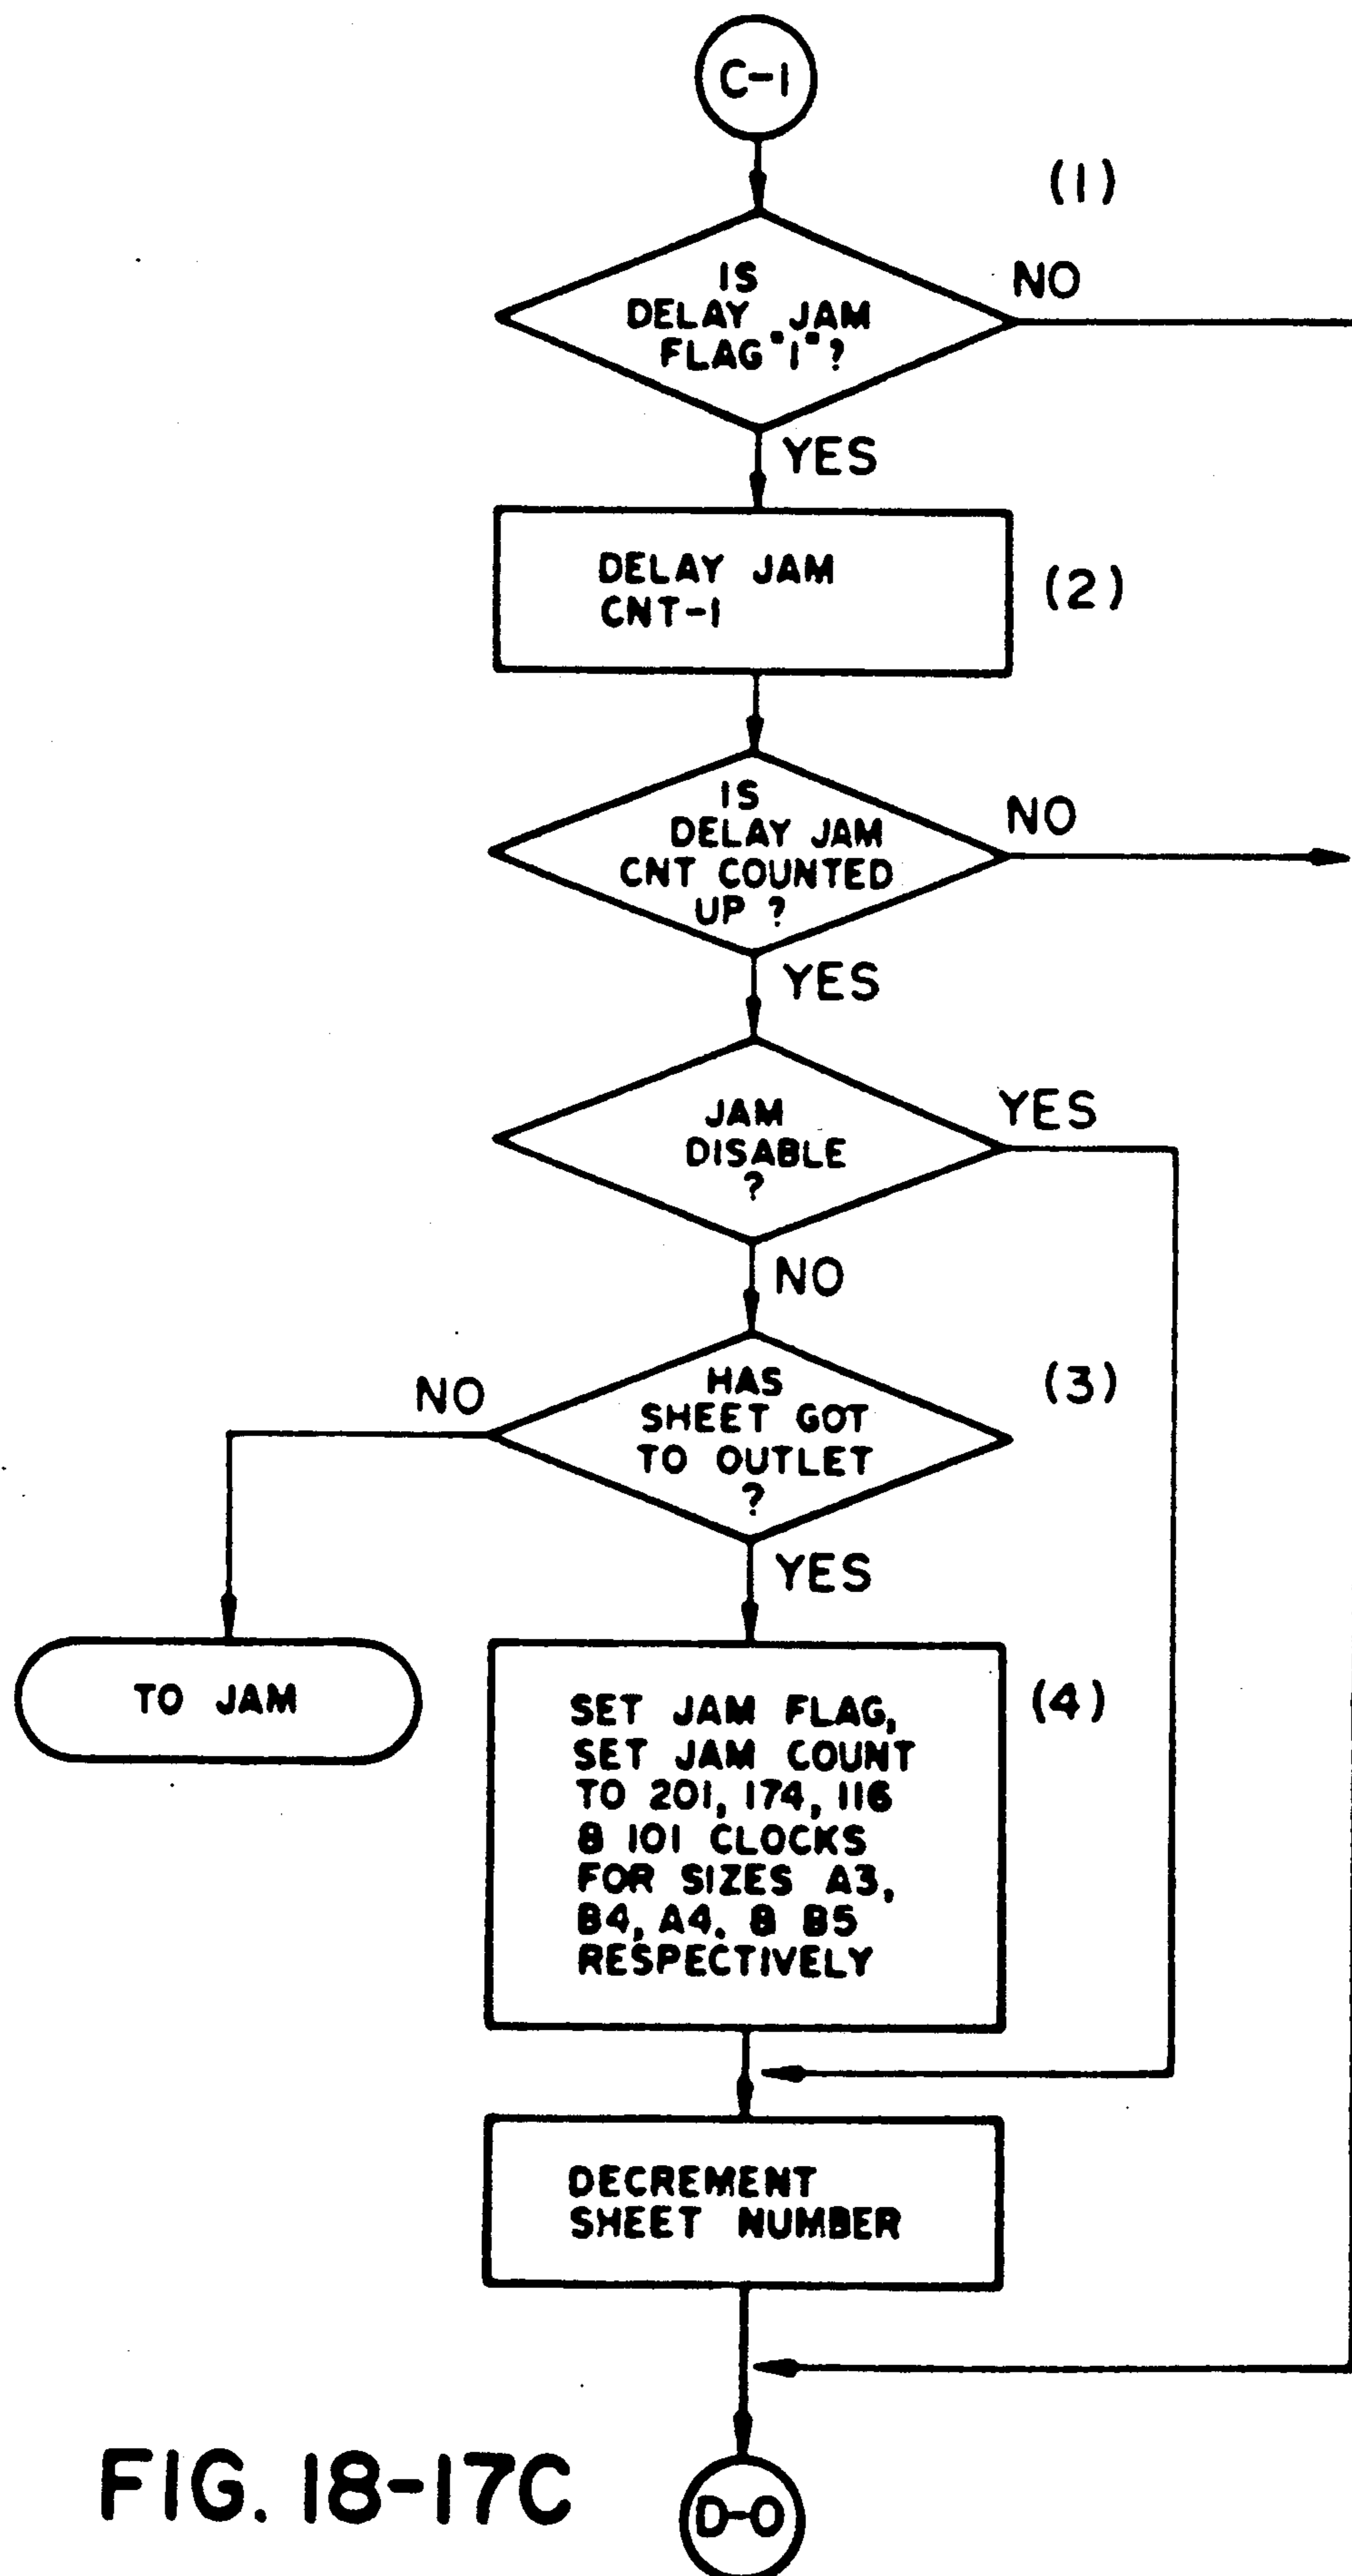 C-1
(1)
IS
DELAY JAM
FLAG "1"?
NO
YES
DELAY JAM
CNT-1
(2)
IS
DELAY JAM
CNT COUNTED
UP ?
NO
YES
JAM
DISABLE
?
YES
NO
HAS
SHEET GOT
TO OUTLET
?
(3)
NO
YES
TO JAM
SET JAM FLAG,
SET JAM COUNT
TO 201, 174, 116
& 101 CLOCKS
FOR SIZES A3,
B4, A4. & B5
RESPECTIVELY
(4)
DECREMENT
SHEET NUMBER
D-0
FIG. 18-17C